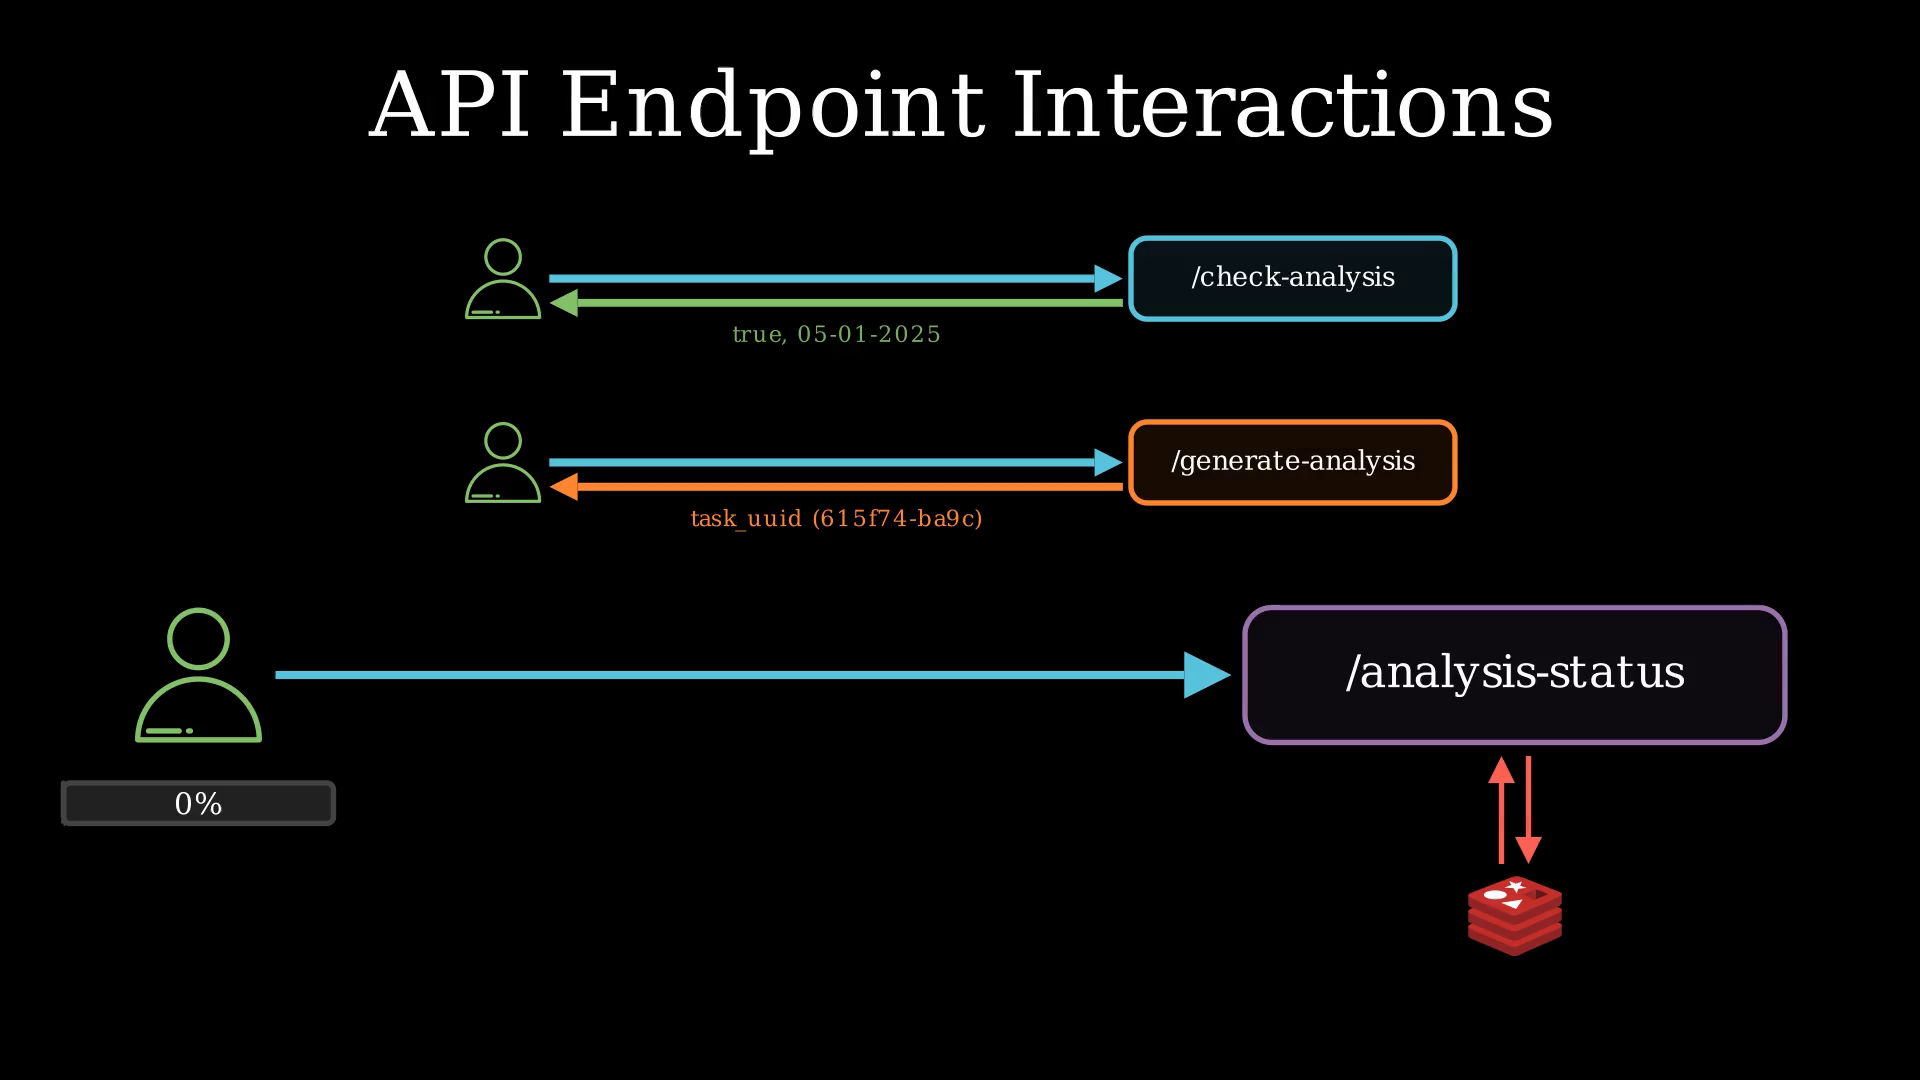 API Endpoint Interactions
/check-analysis
true, 05-01-2025
/generate-analysis
task_uuid (615f74-ba9c)
/analysis-status
0%